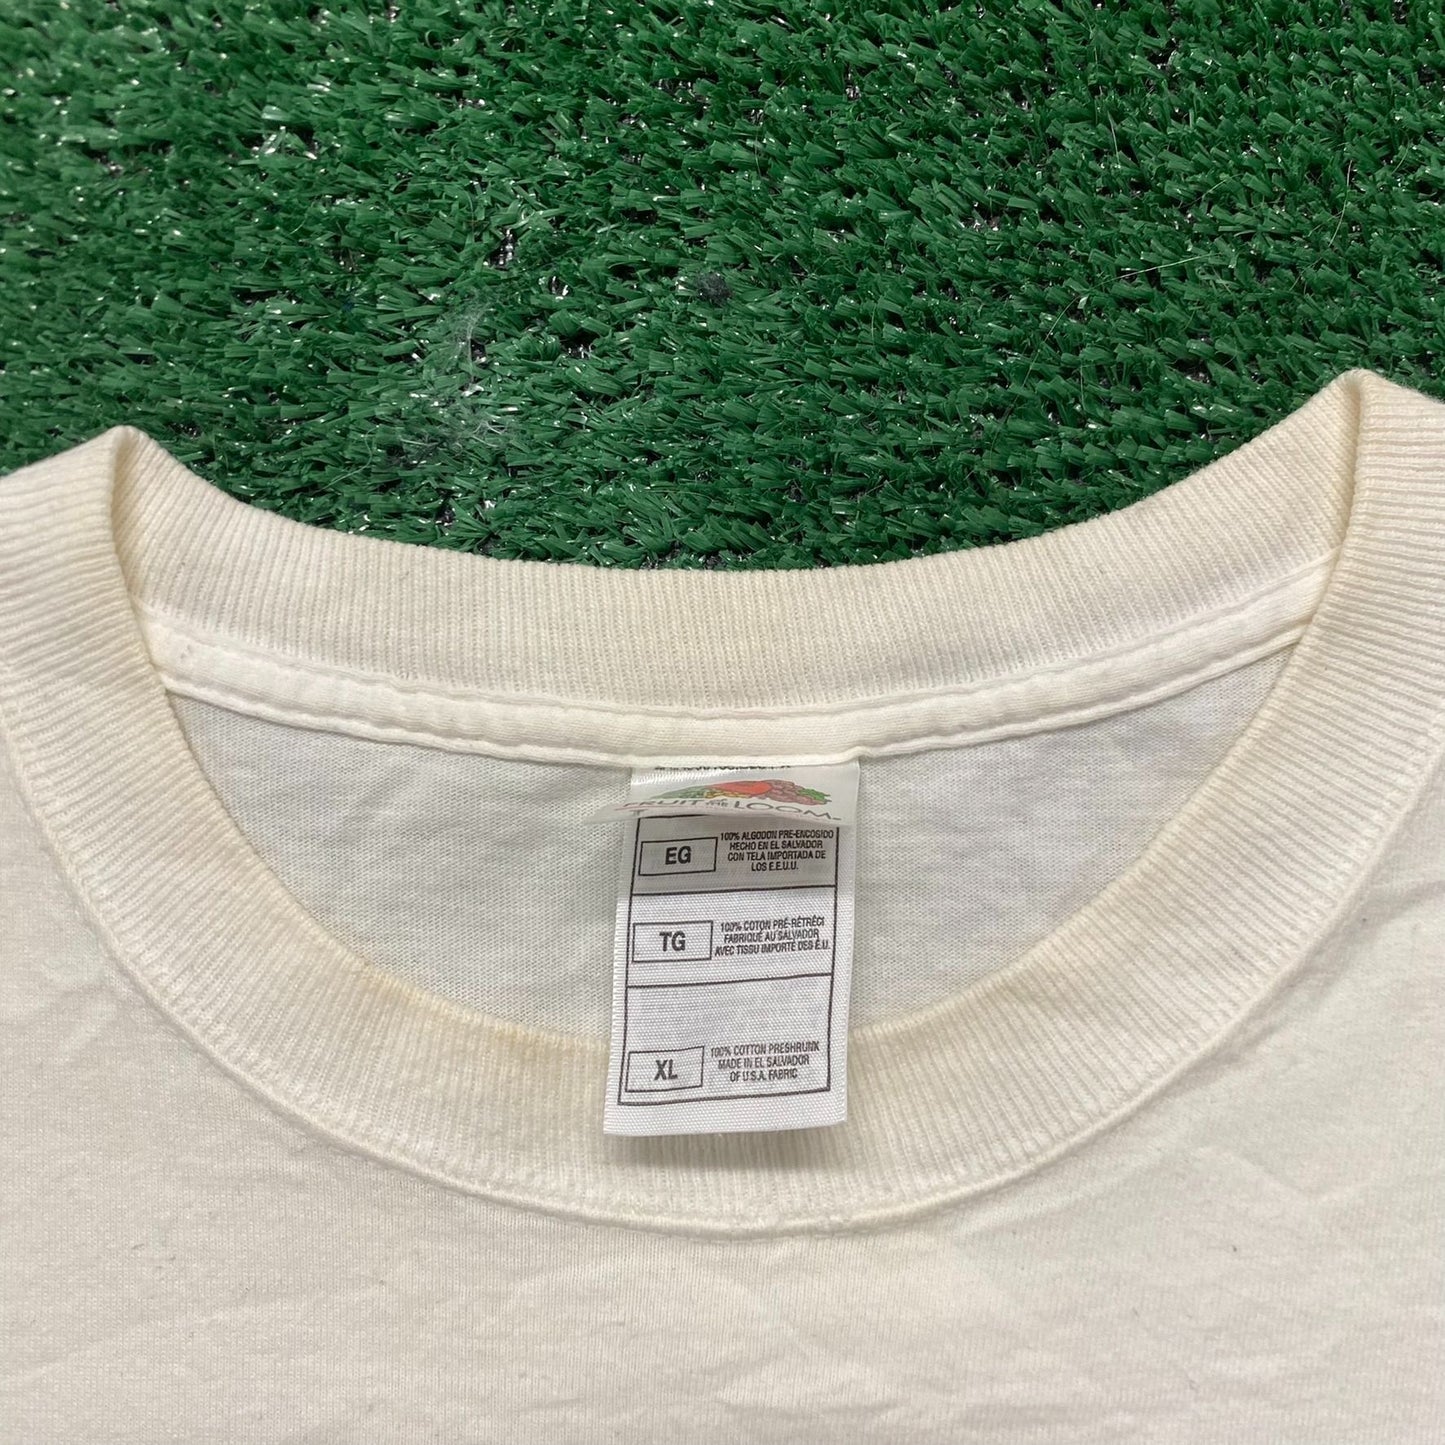 FRUIT OF THE LOOM
EG
100% ALGODON PRE-ENCOGIDO
HECHO EN EL SALVADOR
CON TELA IMPORTADA DE
LOS E.E.U.U.
TG
100% COTON PRÉ-RÉTRÉCI
FABRIQUÉ AU SALVADOR
AVEC TISSU IMPORTÉ DES É.U.
XL
100% COTTON PRESHRUNK
MADE IN EL SALVADOR
OF U.S.A. FABRIC